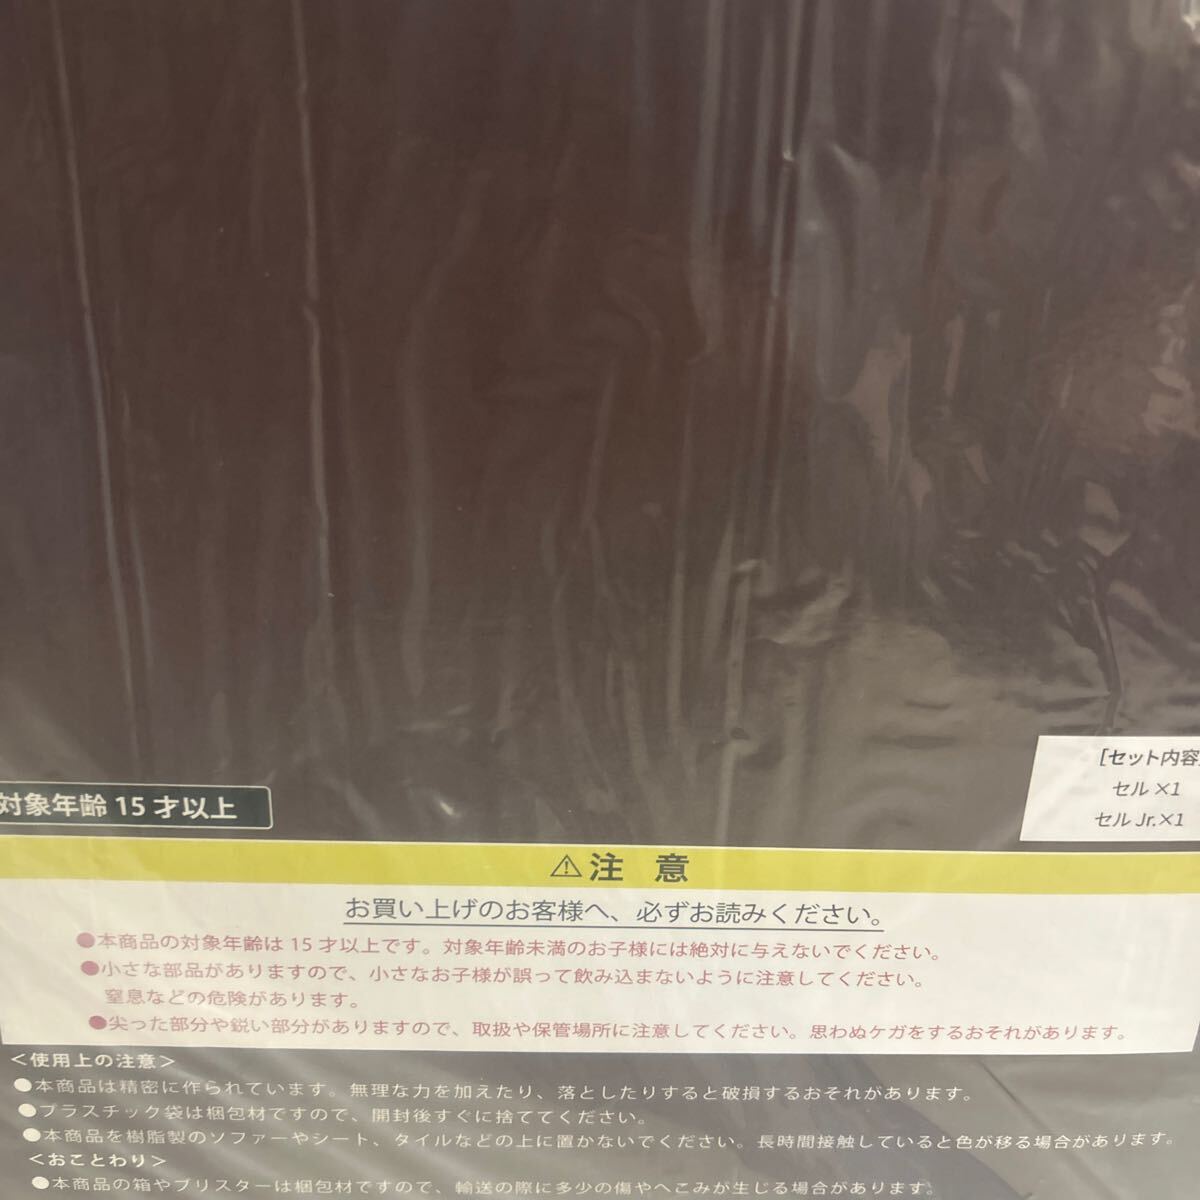 [セット内容]
セル ×1
セル Jr.×1
対象年齢 15 才以上
⚠注 意
お買い上げのお客様へ、必ずお読みください。
●本商品の対象年齢は 15 才以上です。対象年齢未満のお子様には絶対に与えないでください。
●小さな部品がありますので、小さなお子様が誤って飲み込まないように注意してください。
窒息などの危険があります。
●尖った部分や鋭い部分がありますので、取扱や保管場所に注意してください。思わぬケガをするおそれがあります。
＜使用上の注意＞
●本商品は精密に作られています。無理な力を加えたり、落としたりすると破損するおそれがあります。
●プラスチック袋は梱包材ですので、開封後すぐに捨ててください。
●本商品を樹脂製のソファーやシート、タイルなどの上に置かないでください。長時間接触していると色が移る場合があります。
＜おことわり＞
●本商品の箱やブリスターは梱包材ですので、輸送の際に多少の傷やへこみが生じる場合があります。